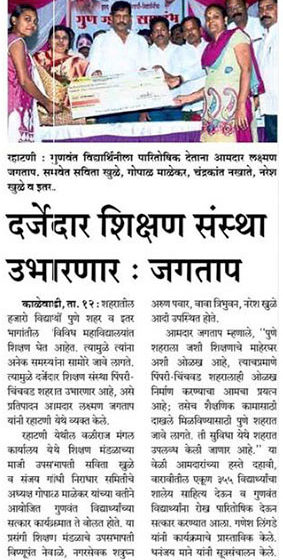 गुण गौरव समारंभ
रहाटणी : गुणवंत विद्यार्थिनीला पारितोषिक देताना आमदार लक्ष्मण
जगताप. समवेत सविता खुळे, गोपाळ माळेकर, चंद्रकांत नखाते, नरेश
खुळे व इतर..
दर्जेदार शिक्षण संस्था
उभारणार : जगताप
काळेवाडी, ता. १२ : शहरातील
हजारो विद्यार्थी पुणे शहर व इतर
भागांतील विविध महाविद्यालयांत
शिक्षण घेत आहेत. त्यामुळे त्यांना
अनेक समस्यांना सामोरे जावे लागते.
त्यामुळे दर्जेदार शिक्षण संस्था पिंपरी-
चिंचवड शहरात उभारणार आहे, असे
प्रतिपादन आमदार लक्ष्मण जगताप
यांनी रहाटणी येथे व्यक्त केले.
रहाटणी येथील बळीराज मंगल
कार्यालय येथे शिक्षण मंडळाच्या
माजी उपसभापती सविता खुळे
व संजय गांधी निराधार समितीचे
अध्यक्ष गोपाळ माळेकर यांच्या वतीने
आयोजित गुणवंत विद्यार्थ्यांच्या
सत्कार कार्यक्रमात ते बोलत होते. या
प्रसंगी शिक्षण मंडळाचे उपसभापती
विष्णूपंत नेवाळे, नगरसेवक शत्रुघ्न
अरुण पवार, बाबा त्रिभुवन, नरेश खुळे
आदी उपस्थित होते.
आमदार जगताप म्हणाले, ''पुणे
शहराला जशी शिक्षणाचे माहेरघर
अशी ओळख आहे, त्याचप्रमाणे
पिंपरी-चिंचवड शहरालाही ओळख
निर्माण करण्याचा आमचा प्रयत्न
आहे; तसेच शैक्षणिक कामासाठी
दाखले मिळविण्यासाठी पुणे शहरात
जावे लागते. ती सुविधा येथे शहरात
उपलब्ध केली जाणार आहे.'' या
वेळी आमदारांच्या हस्ते दहावी,
बारावीतील एकूण ३५५ विद्यार्थ्यांचा
शालेय साहित्य देऊन व गुणवंत
विद्यार्थ्यांना रोख पारितोषिक देऊन
सत्कार करण्यात आला. गणेश लिंगडे
यांनी कार्यक्रमाचे प्रास्ताविक केले.
धनंजय माने यांनी सूत्रसंचालन केले.